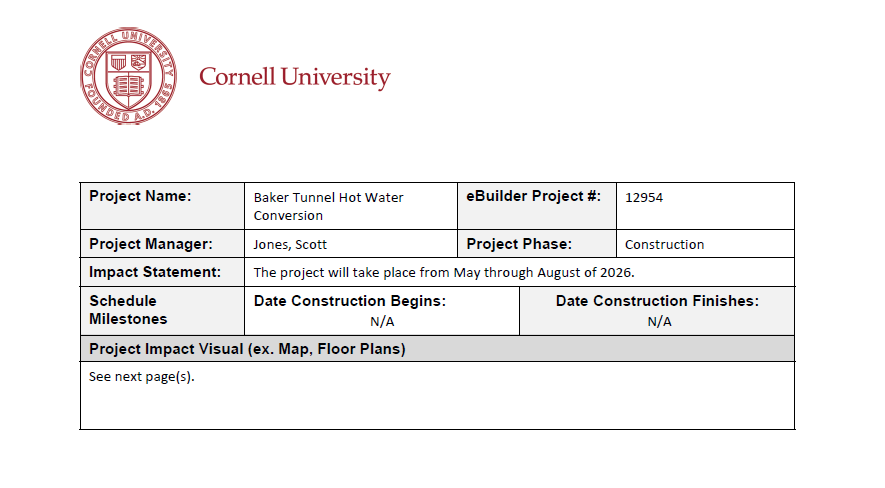 CORNELL UNIVERSITY
FOUNDED A.D. 1865
Cornell University
Project Name:
Baker Tunnel Hot Water
Conversion
eBuilder Project #:
12954
Project Manager:
Jones, Scott
Project Phase:
Construction
Impact Statement:
The project will take place from May through August of 2026.
Schedule
Milestones
Date Construction Begins:
N/A
Date Construction Finishes:
N/A
Project Impact Visual (ex. Map, Floor Plans)
See next page(s).